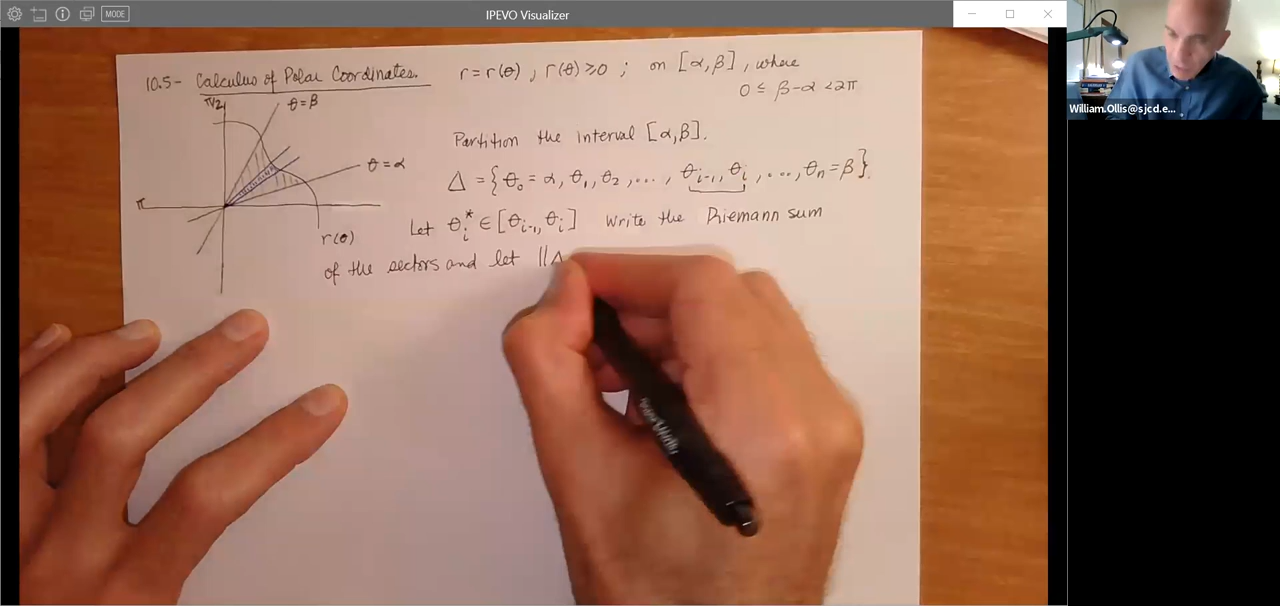 IPEVO Visualizer
MODE
William.Ollis@sjcd.e...
10.5 - Calculus of Polar Coordinates.
r = r(θ) , r(θ) ≥ 0 ; on [α, β] , where
0 ≤ β-α < 2π
π/2
θ = β
θ = α
π
r(θ)
Partition the interval [α, β].
Δ = {θ₀ = α, θ₁, θ₂, ..., θᵢ₋₁, θᵢ, ..., θₙ = β}.
Let θᵢ* ∈ [θᵢ₋₁, θᵢ] Write the Riemann sum
of the sectors and let ||Δ